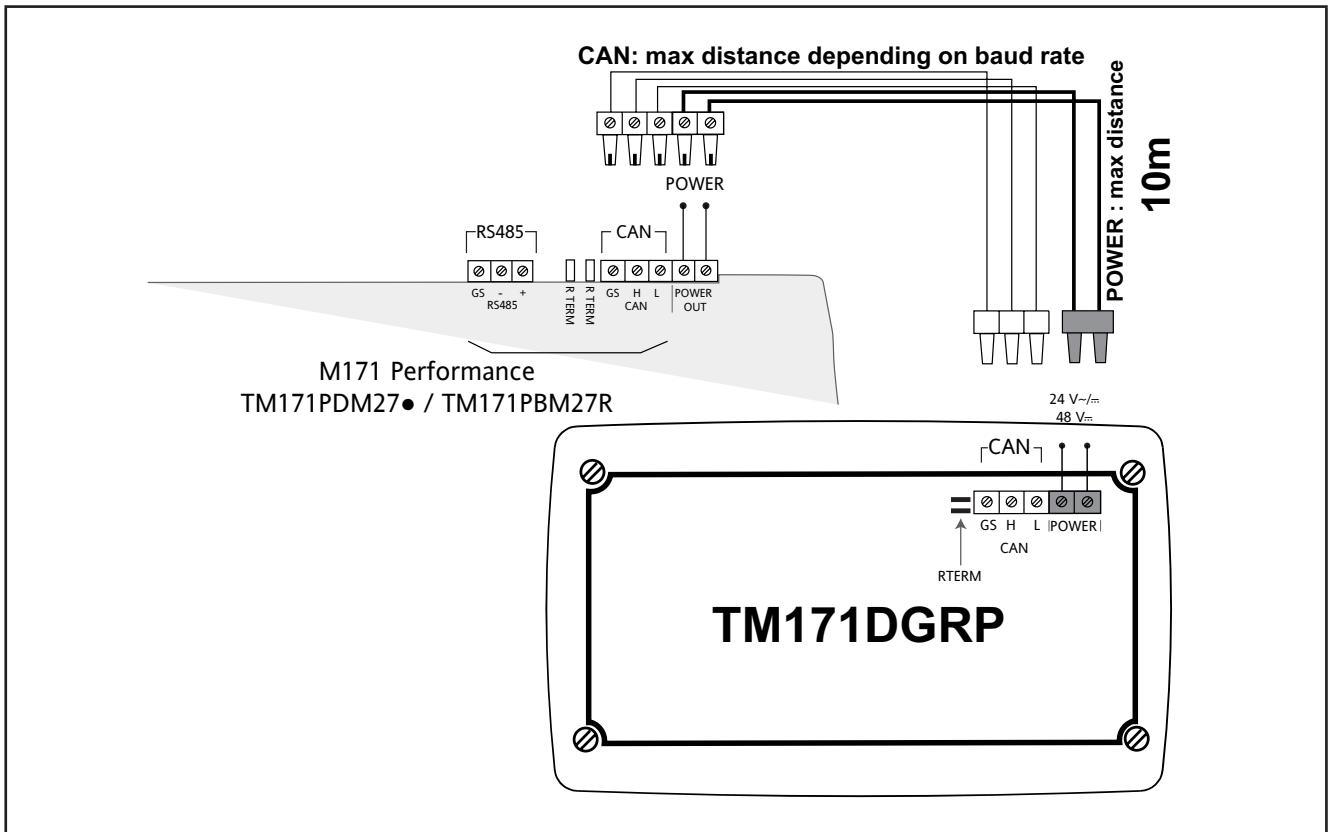 CAN: max distance depending on baud rate
POWER : max distance
10m
POWER
RS485
CAN
GS - +
RS485
R TERM
R TERM
GS H L
CAN
POWER
OUT
M171 Performance
TM171PDM27● / TM171PBM27R
24 V~/⎓
48 V⎓
CAN
GS H L POWER
CAN
RTERM
TM171DGRP